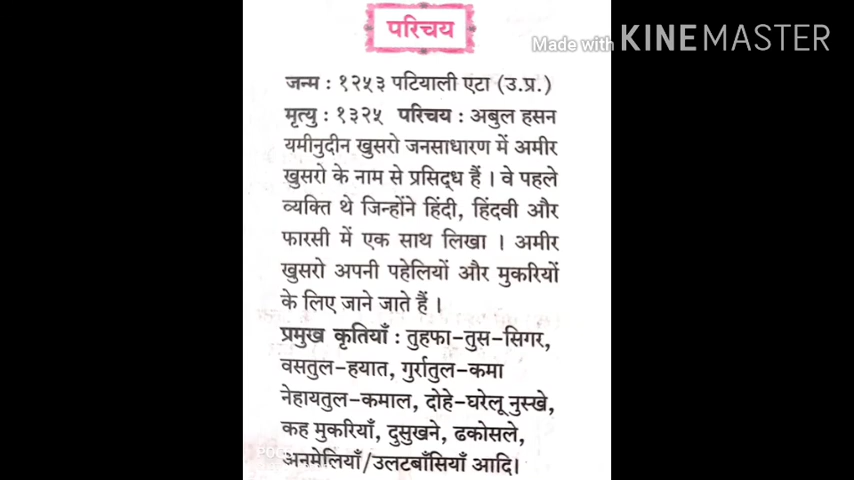 परिचय
Made with KINEMASTER
जन्म : १२५३ पटियाली एटा (उ.प्र.)
मृत्यु : १३२५ परिचय : अबुल हसन
यमीनुदीन खुसरो जनसाधारण में अमीर
खुसरो के नाम से प्रसिद्ध हैं । वे पहले
व्यक्ति थे जिन्होंने हिंदी, हिंदवी और
फारसी में एक साथ लिखा । अमीर
खुसरो अपनी पहेलियों और मुकरियों
के लिए जाने जाते हैं ।
प्रमुख कृतियाँ : तुहफा-तुस-सिगर,
वसतुल-हयात, गुर्रातुल-कमा
नेहायतुल-कमाल, दोहे-घरेलू नुस्खे,
कह मुकरियाँ, दुसुखने, ढकोसले,
अनमेलियाँ/उलटबाँसियाँ आदि।